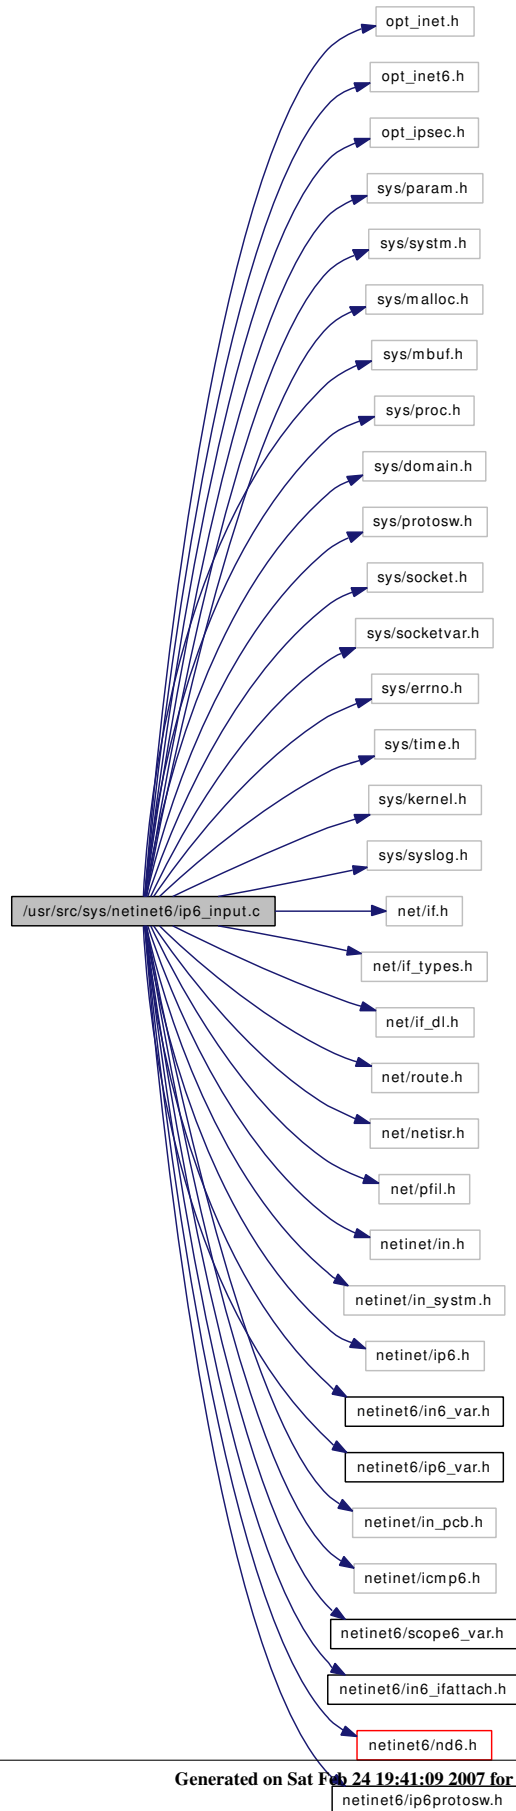 opt_inet.h
opt_inet6.h
opt_ipsec.h
sys/param.h
sys/systm.h
sys/malloc.h
sys/mbuf.h
sys/proc.h
sys/domain.h
sys/protosw.h
sys/socket.h
sys/socketvar.h
sys/errno.h
sys/time.h
sys/kernel.h
sys/syslog.h
/usr/src/sys/netinet6/ip6_input.c
net/if.h
net/if_types.h
net/if_dl.h
net/route.h
net/netisr.h
net/pfil.h
netinet/in.h
netinet/in_systm.h
netinet/ip6.h
netinet6/in6_var.h
netinet6/ip6_var.h
netinet/in_pcb.h
netinet/icmp6.h
netinet6/scope6_var.h
netinet6/in6_ifattach.h
netinet6/nd6.h
Generated on Sat Feb 24 19:41:09 2007 for
netinet6/ip6protosw.h